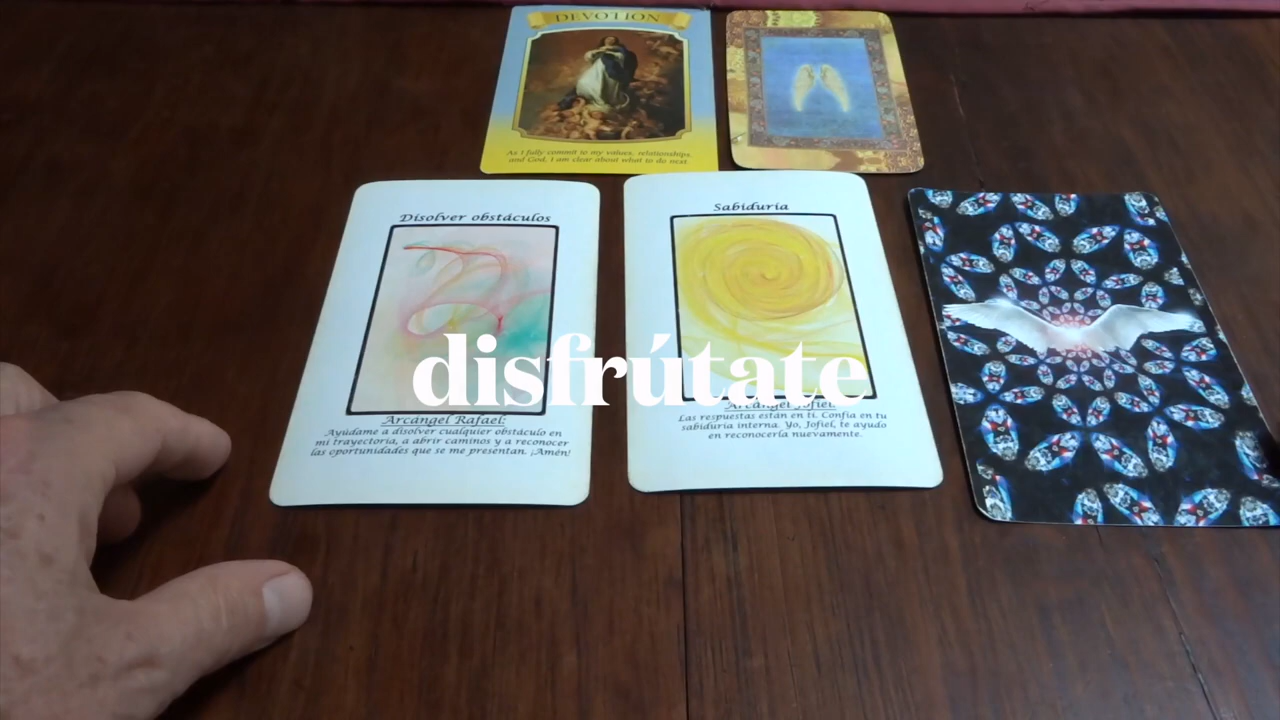 DEVOTION
As I fully commit to my values, relationships,
and God, I am clear about what to do next.
Disolver obstáculos
Arcángel Rafael:
Ayúdame a disolver cualquier obstáculo en
mi trayectoria, a abrir caminos y a reconocer
las oportunidades que se me presentan. ¡Amén!
Sabiduría
Arcángel Jofiel:
Las respuestas están en ti. Confía en tu
sabiduría interna. Yo, Jofiel, te ayudo
en reconocerla nuevamente.
disfrútate